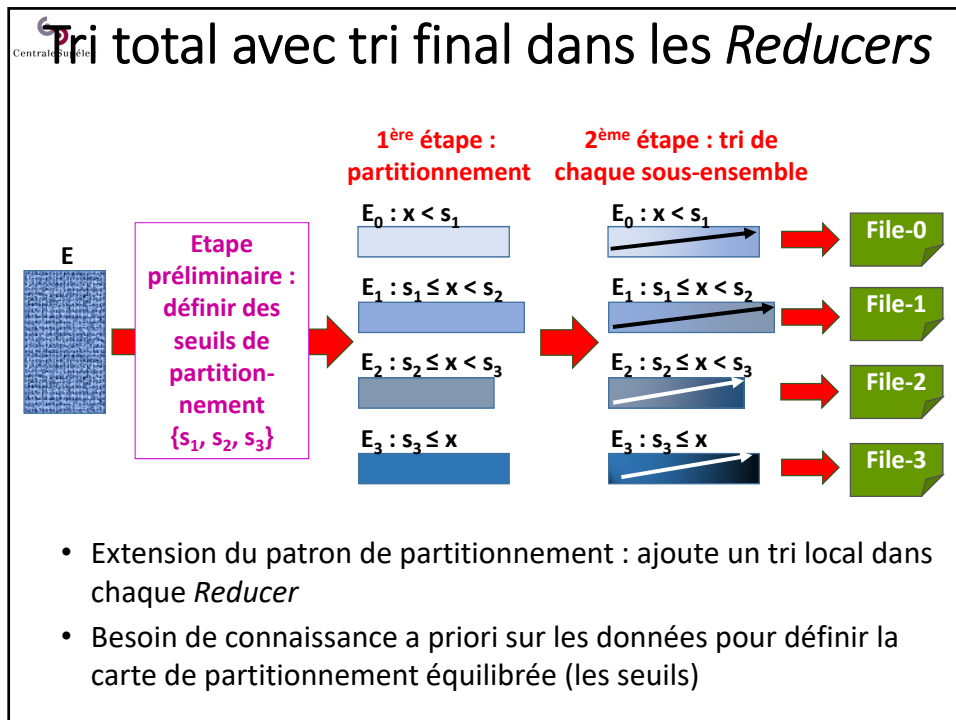 Tri total avec tri final dans les Reducers
CentraleSupélec
1ère étape :
partitionnement
2ème étape : tri de
chaque sous-ensemble
E
Etape
préliminaire :
définir des
seuils de
partition-
nement
{s1, s2, s3}
E0 : x < s1
E1 : s1 ≤ x < s2
E2 : s2 ≤ x < s3
E3 : s3 ≤ x
E0 : x < s1
E1 : s1 ≤ x < s2
E2 : s2 ≤ x < s3
E3 : s3 ≤ x
File-0
File-1
File-2
File-3
• Extension du patron de partitionnement : ajoute un tri local dans
chaque Reducer
• Besoin de connaissance a priori sur les données pour définir la
carte de partitionnement équilibrée (les seuils)